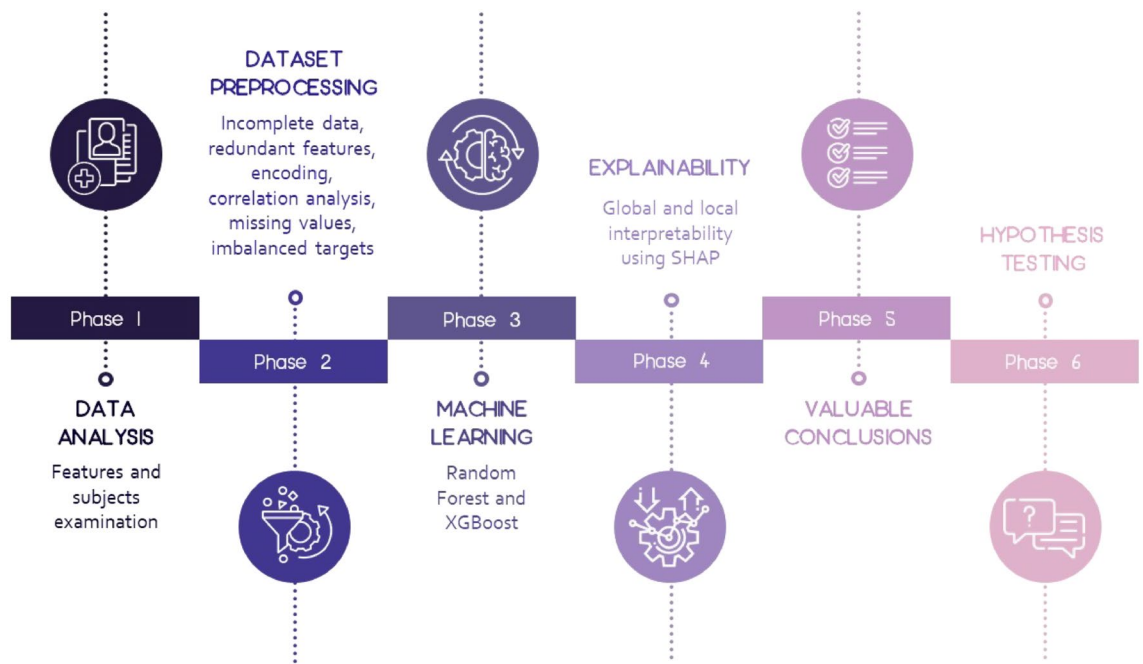 Phase 1
DATA
ANALYSIS
Features and
subjects
examination
DATASET
PREPROCESSING
Incomplete data,
redundant features,
encoding,
correlation analysis,
missing values,
imbalanced targets
Phase 2
Phase 3
MACHINE
LEARNING
Random
Forest and
XGBoost
EXPLAINABILITY
Global and local
interpretability
using SHAP
Phase 4
Phase 5
VALUABLE
CONCLUSIONS
HYPOTHESIS
TESTING
Phase 6
?